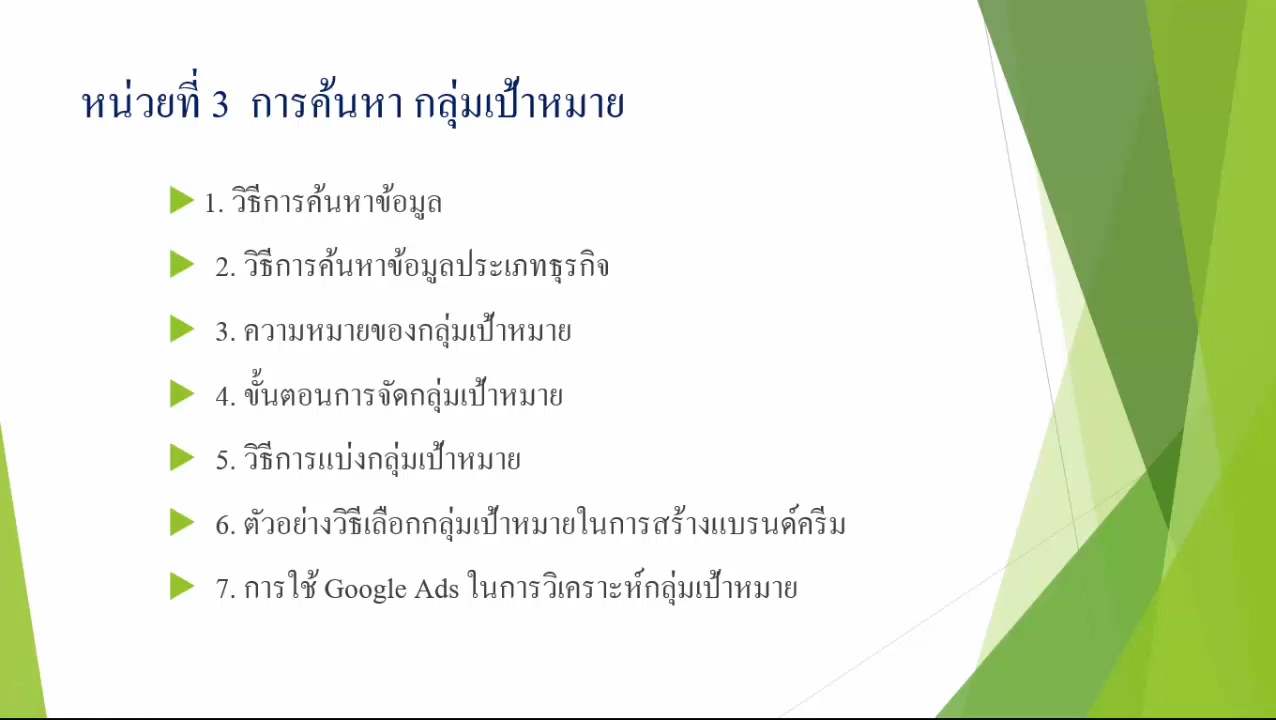 หน่วยที่ 3 การค้นหา กลุ่มเป้าหมาย
1. วิธีการค้นหาข้อมูล
2. วิธีการค้นหาข้อมูลประเภทธุรกิจ
3. ความหมายของกลุ่มเป้าหมาย
4. ขั้นตอนการจัดกลุ่มเป้าหมาย
5. วิธีการแบ่งกลุ่มเป้าหมาย
6. ตัวอย่างวิธีเลือกกลุ่มเป้าหมายในการสร้างแบรนด์ครีม
7. การใช้ Google Ads ในการวิเคราะห์กลุ่มเป้าหมาย